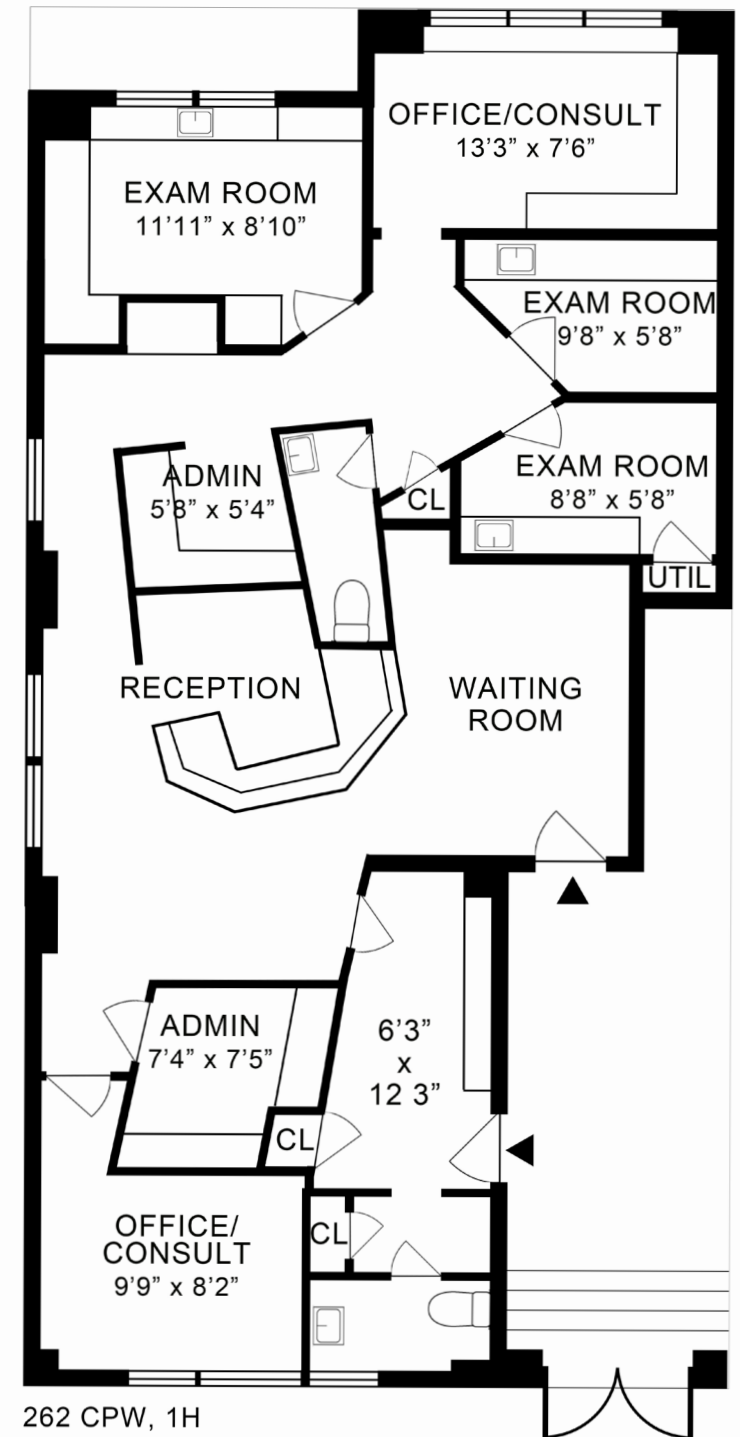 OFFICE/CONSULT
13'3” x 7'6”
EXAM ROOM
11'11” x 8'10”
EXAM ROOM
9'8” x 5'8”
ADMIN
5'8” x 5'4”
CL
EXAM ROOM
8'8” x 5'8”
UTIL
RECEPTION
WAITING
ROOM
ADMIN
7'4” x 7'5”
6'3”
x
12 3”
CL
OFFICE/
CONSULT
9'9” x 8'2”
CL
262 CPW, 1H